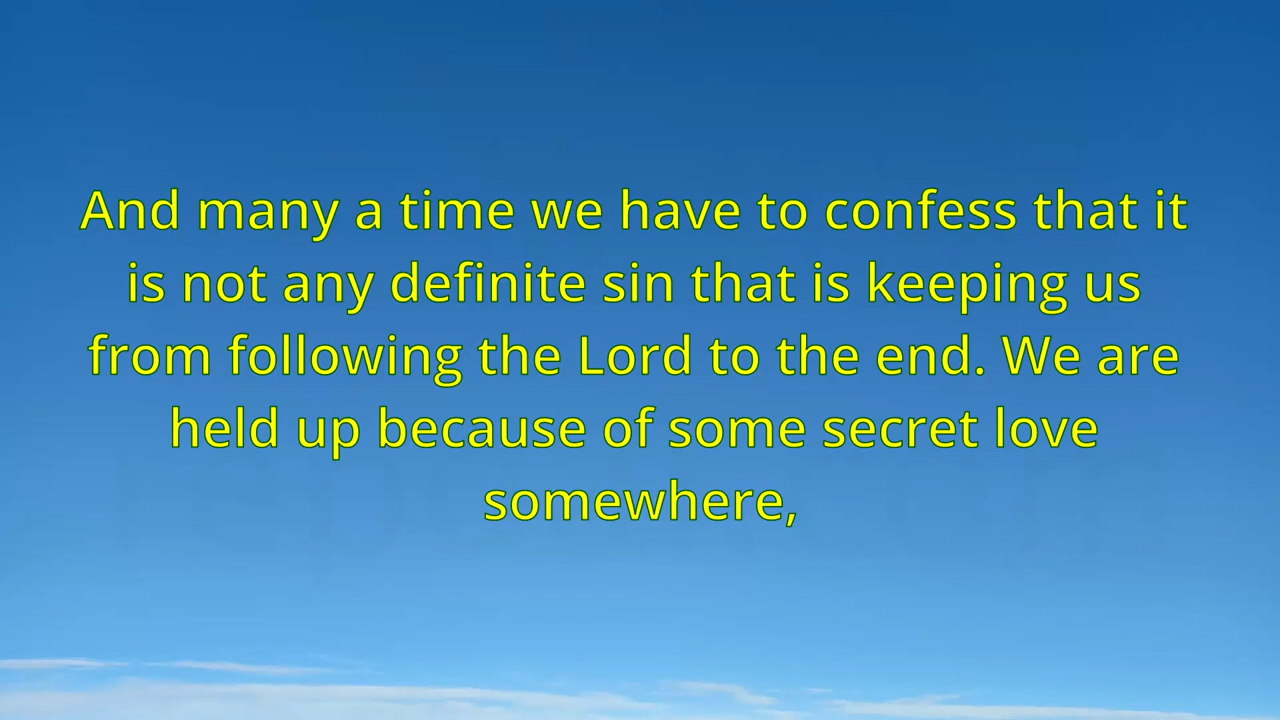 And many a time we have to confess that it
is not any definite sin that is keeping us
from following the Lord to the end. We are
held up because of some secret love
somewhere,